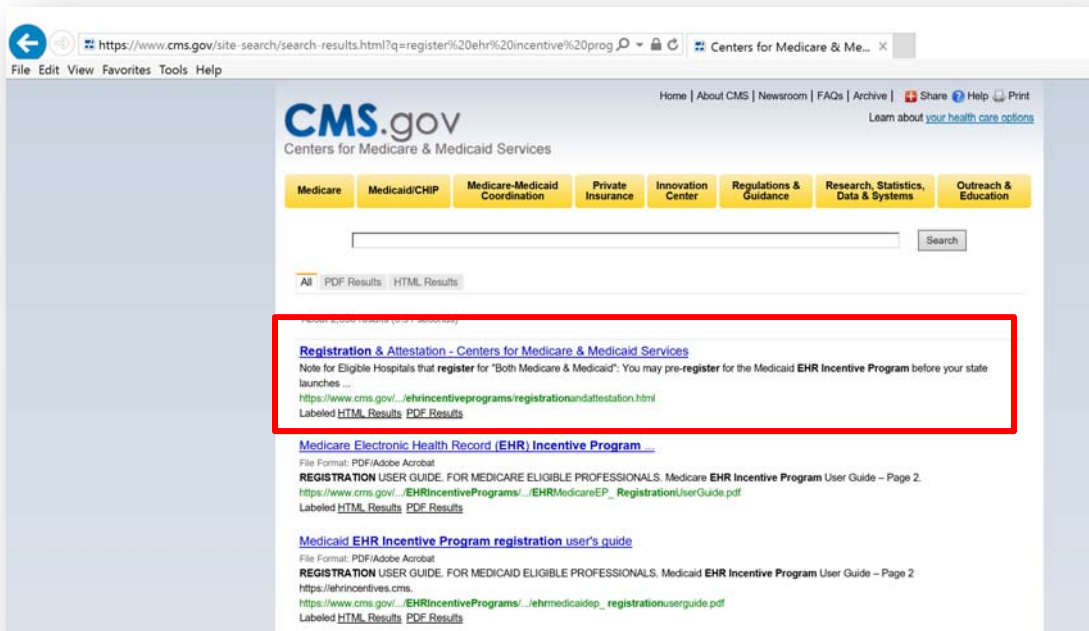 https://www.cms.gov/site-search/search-results.html?q=register%20ehr%20incentive%20prog
Centers for Medicare & Me...
File Edit View Favorites Tools Help
Home | About CMS | Newsroom | FAQs | Archive | Share Help Print
Learn about your health care options
CMS.gov
Centers for Medicare & Medicaid Services
Medicare Medicaid/CHIP Medicare-Medicaid Coordination Private Insurance Innovation Center Regulations & Guidance Research, Statistics, Data & Systems Outreach & Education
Search
All PDF Results HTML Results
Registration & Attestation - Centers for Medicare & Medicaid Services
Note for Eligible Hospitals that register for "Both Medicare & Medicaid": You may pre-register for the Medicaid EHR Incentive Program before your state
launches ...
https://www.cms.gov/.../ehrincentiveprograms/registrationandattestation.html
Labeled HTML Results PDF Results
Medicare Electronic Health Record (EHR) Incentive Program ...
File Format: PDF/Adobe Acrobat
REGISTRATION USER GUIDE. FOR MEDICARE ELIGIBLE PROFESSIONALS. Medicare EHR Incentive Program User Guide – Page 2.
https://www.cms.gov/.../EHRIncentivePrograms/.../EHRMedicareEP_ RegistrationUserGuide.pdf
Labeled HTML Results PDF Results
Medicaid EHR Incentive Program registration user's guide
File Format: PDF/Adobe Acrobat
REGISTRATION USER GUIDE. FOR MEDICAID ELIGIBLE PROFESSIONALS. Medicaid EHR Incentive Program User Guide – Page 2
https://ehrincentives.cms.
https://www.cms.gov/.../EHRIncentivePrograms/.../ehrmedicaidep_ registrationuserguide.pdf
Labeled HTML Results PDF Results